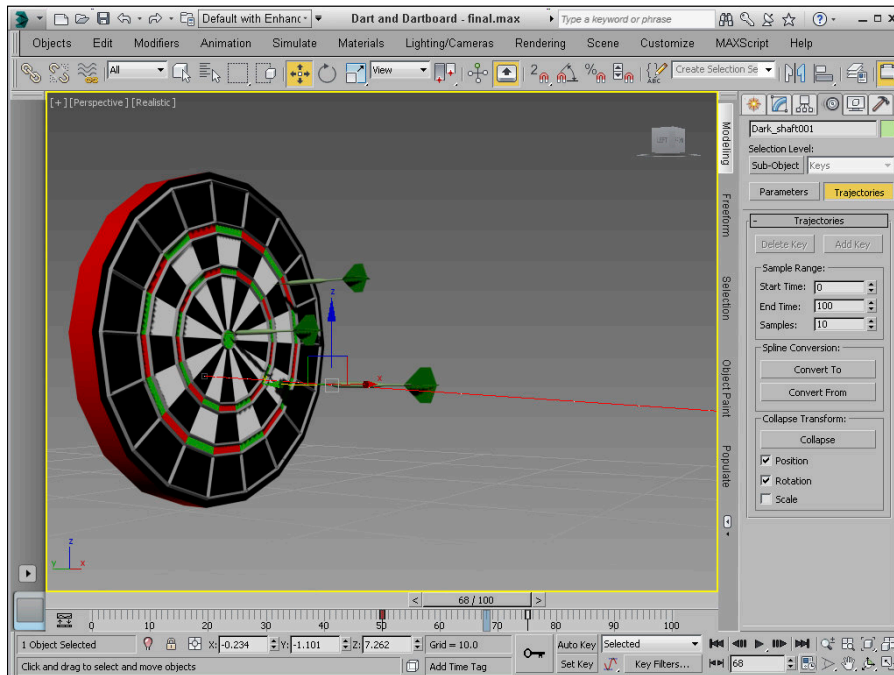 Default with Enhanc
Dart and Dartboard - final.max
Type a keyword or phrase
Objects Edit Modifiers Animation Simulate Materials Lighting/Cameras Rendering Scene Customize MAXScript Help
All View 2 % ABC Create Selection Se
[+] [Perspective] [Realistic]
LEFT
z
x
z
y x
Modeling
Freeform
Selection
Object Paint
Populate
Dark_shaft001
Selection Level:
Sub-Object Keys
Parameters Trajectories
- Trajectories
Delete Key Add Key
Sample Range:
Start Time: 0
End Time: 100
Samples: 10
Spline Conversion:
Convert To
Convert From
Collapse Transform:
Collapse
Position
Rotation
Scale
< 68 / 100 >
0 10 20 30 40 50 60 70 80 90 100
1 Object Selected X: -0.234 Y: -1.101 Z: 7.262 Grid = 10.0 Auto Key Selected
Click and drag to select and move objects Add Time Tag Set Key Key Filters... 68